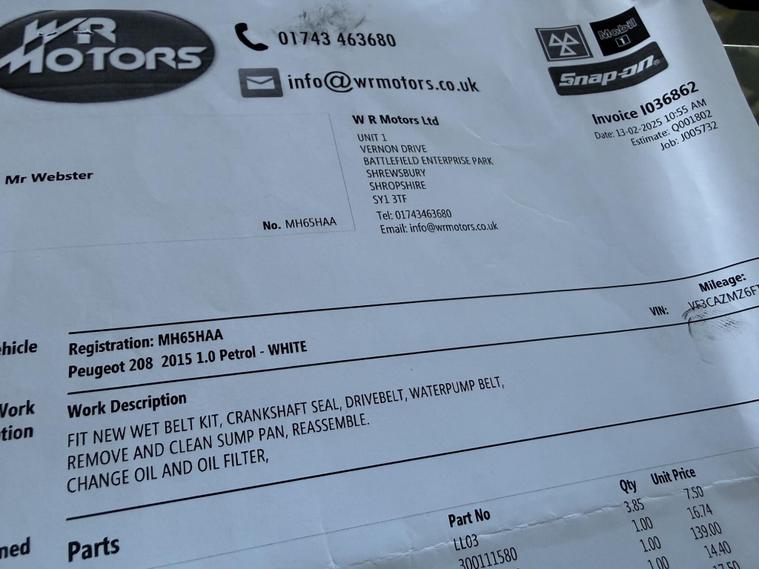 WR
MOTORS
01743 463680
info@wrmotors.co.uk
Mobil
1
Snap-on
Invoice I036862
Date: 13-02-2025 10:55 AM
Estimate: Q001802
Job: J005732
Mr Webster
No. MH65HAA
W R Motors Ltd
UNIT 1
VERNON DRIVE
BATTLEFIELD ENTERPRISE PARK
SHREWSBURY
SHROPSHIRE
SY1 3TF
Tel: 01743463680
Email: info@wrmotors.co.uk
Mileage:
VIN:
ehicle
Registration: MH65HAA
Peugeot 208 2015 1.0 Petrol - WHITE
Work
tion
Work Description
FIT NEW WET BELT KIT, CRANKSHAFT SEAL, DRIVEBELT, WATERPUMP BELT,
REMOVE AND CLEAN SUMP PAN, REASSEMBLE.
CHANGE OIL AND OIL FILTER,
med
Parts
Part No
Qty
Unit Price
LL03
3.85
7.50
300111580
1.00
16.74
1.00
139.00
1.00
14.40
17.50